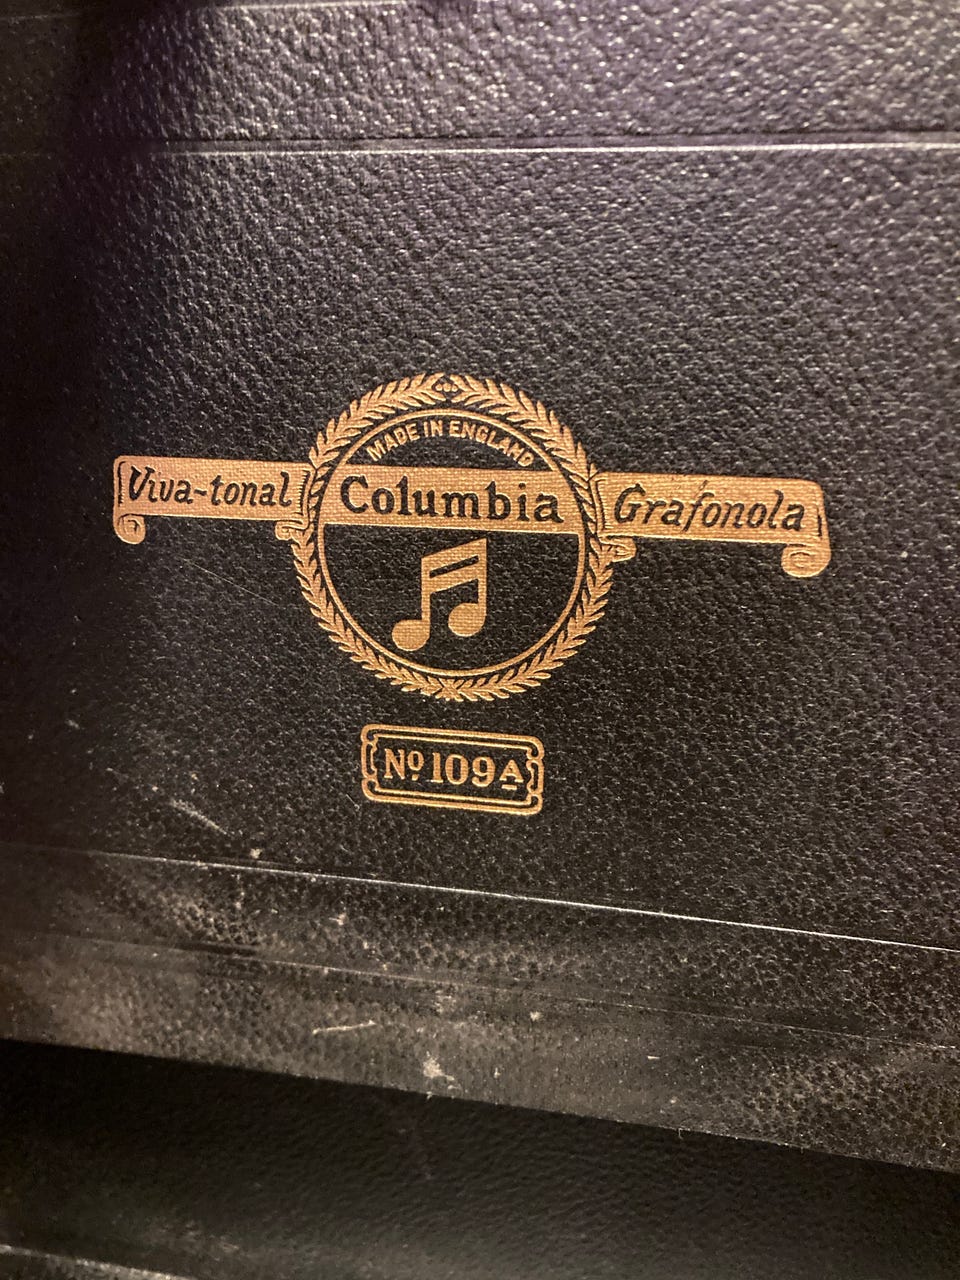 MADE IN ENGLAND
Viva-tonal Columbia Grafonola
No. 109A